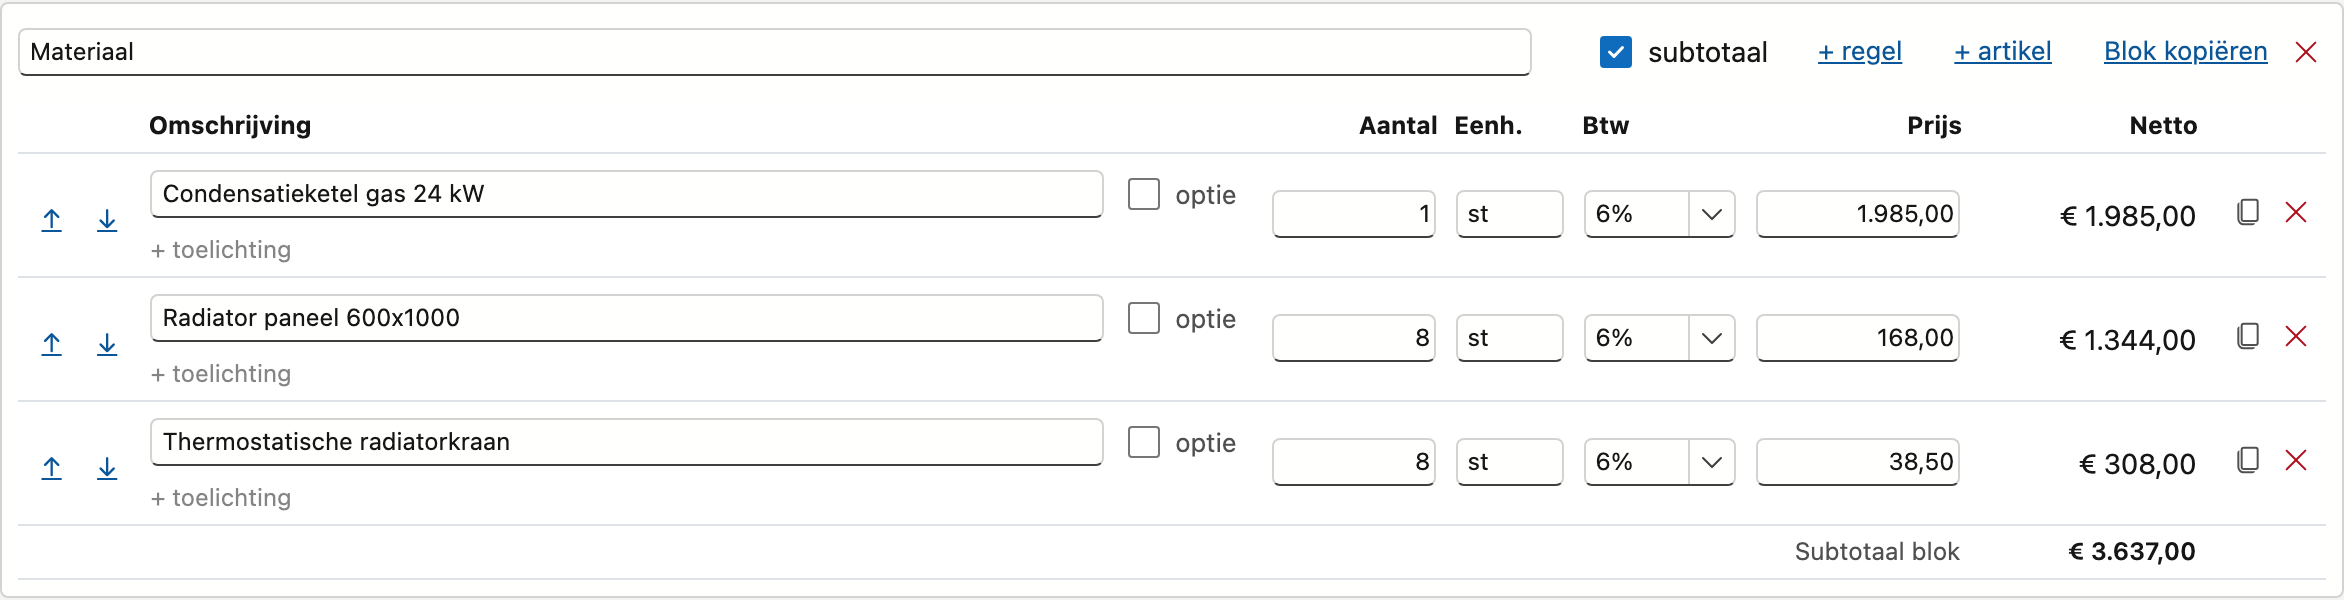 Materiaal subtotaal + regel + artikel Blok kopiëren
Omschrijving Aantal Eenh. Btw Prijs Netto
Condensatieketel gas 24 kW optie 1 st 6% 1.985,00 € 1.985,00
+ toelichting
Radiator paneel 600x1000 optie 8 st 6% 168,00 € 1.344,00
+ toelichting
Thermostatische radiatorkraan optie 8 st 6% 38,50 € 308,00
+ toelichting
Subtotaal blok € 3.637,00